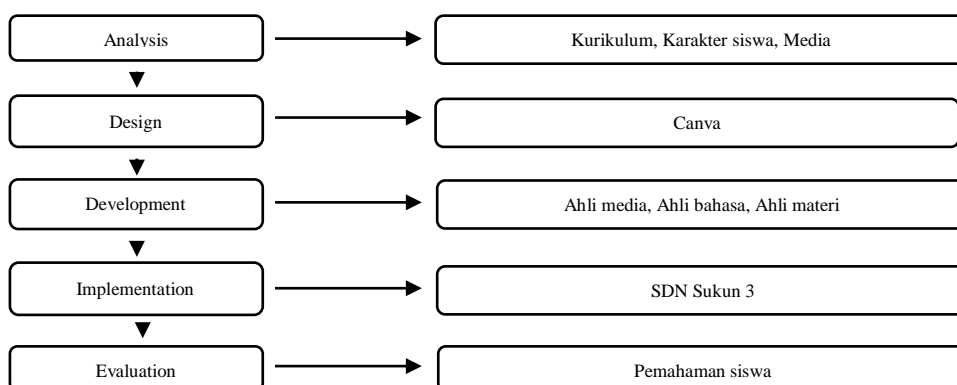 Analysis
Kurikulum, Karakter siswa, Media
Design
Canva
Development
Ahli media, Ahli bahasa, Ahli materi
Implementation
SDN Sukun 3
Evaluation
Pemahaman siswa